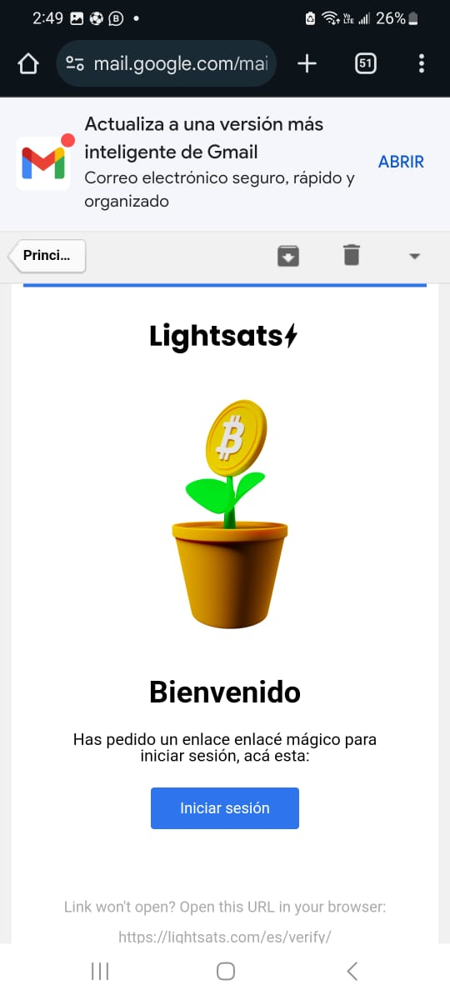 2:49
Vo LTE 26%
mail.google.com/mai
51
Actualiza a una versión más
inteligente de Gmail
Correo electrónico seguro, rápido y
organizado
ABRIR
Princi...
Lightsats
Bienvenido
Has pedido un enlace enlacé mágico para
iniciar sesión, acá esta:
Iniciar sesión
Link won't open? Open this URL in your browser:
https://lightsats.com/es/verify/